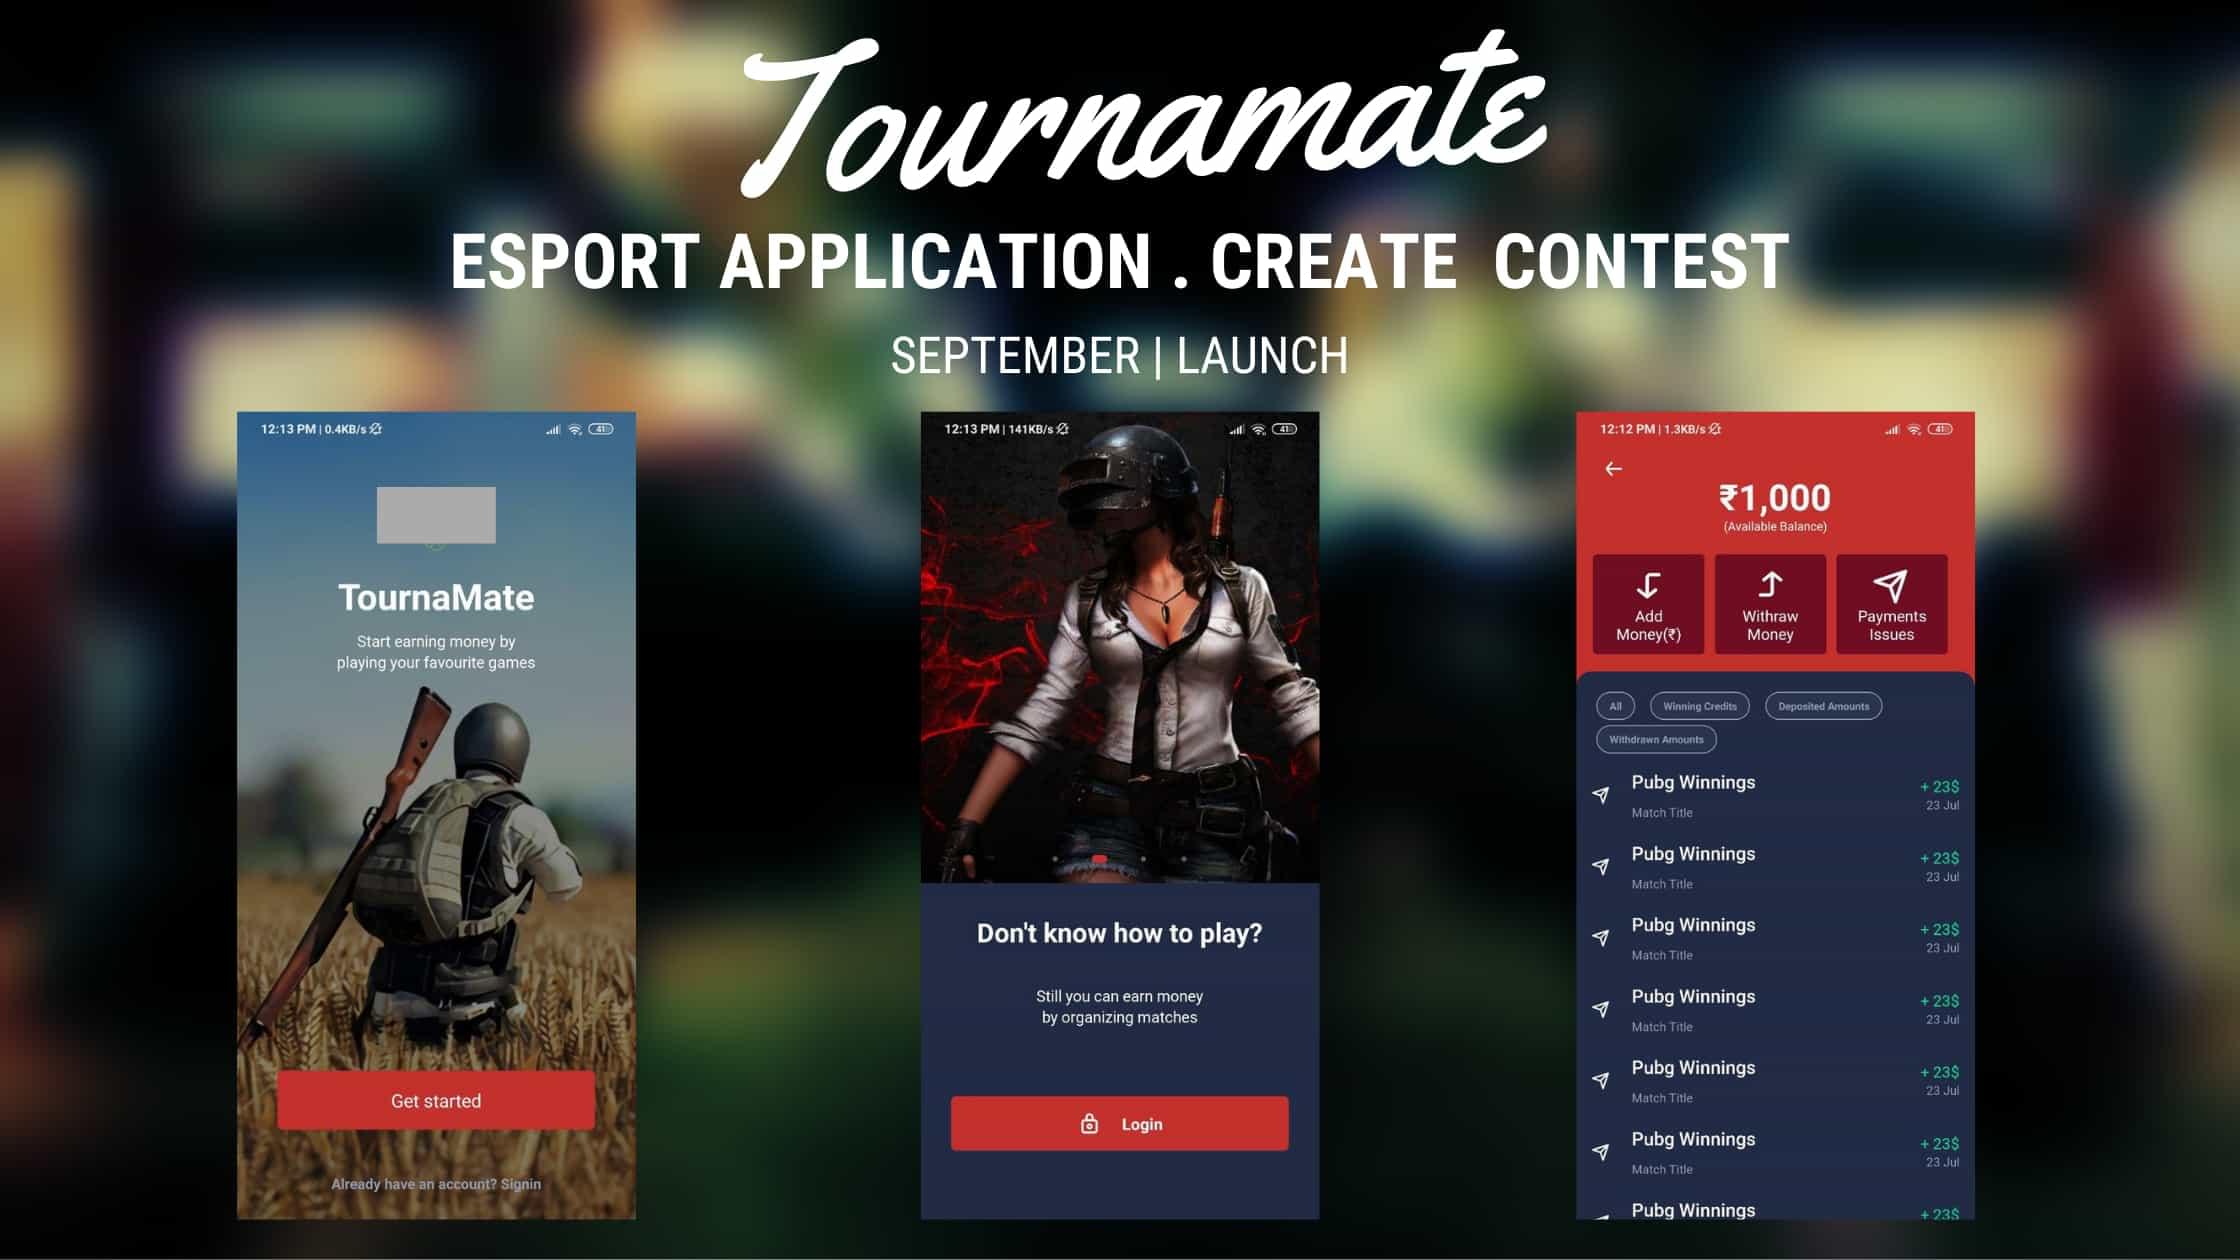 Tournamate
ESPORT APPLICATION . CREATE CONTEST
SEPTEMBER | LAUNCH
12:13 PM | 0.4KB/s
41
TournaMate
Start earning money by
playing your favourite games
Get started
Already have an account? Signin
12:13 PM | 141KB/s
41
Don't know how to play?
Still you can earn money
by organizing matches
Login
12:12 PM | 1.3KB/s
41
₹1,000
(Available Balance)
Add
Money(₹)
Withraw
Money
Payments
Issues
All
Winning Credits
Deposited Amounts
Withdrawn Amounts
Pubg Winnings
+ 23$
Match Title
23 Jul
Pubg Winnings
+ 23$
Match Title
23 Jul
Pubg Winnings
+ 23$
Match Title
23 Jul
Pubg Winnings
+ 23$
Match Title
23 Jul
Pubg Winnings
+ 23$
Match Title
23 Jul
Pubg Winnings
+ 23$
Match Title
23 Jul
Pubg Winnings
+ 23$